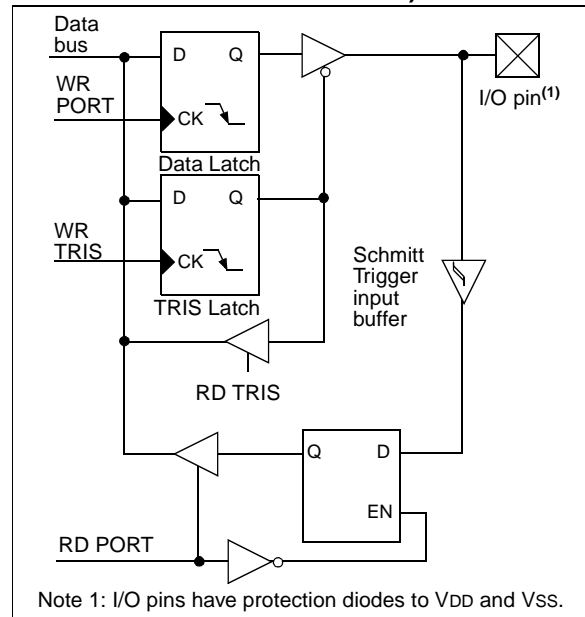 Data
bus
D
Q
WR
PORT
CK
I/O pin(1)
Data Latch
D
Q
WR
TRIS
CK
Schmitt
Trigger
input
buffer
TRIS Latch
RD TRIS
Q
D
EN
RD PORT
Note 1: I/O pins have protection diodes to VDD and VSS.